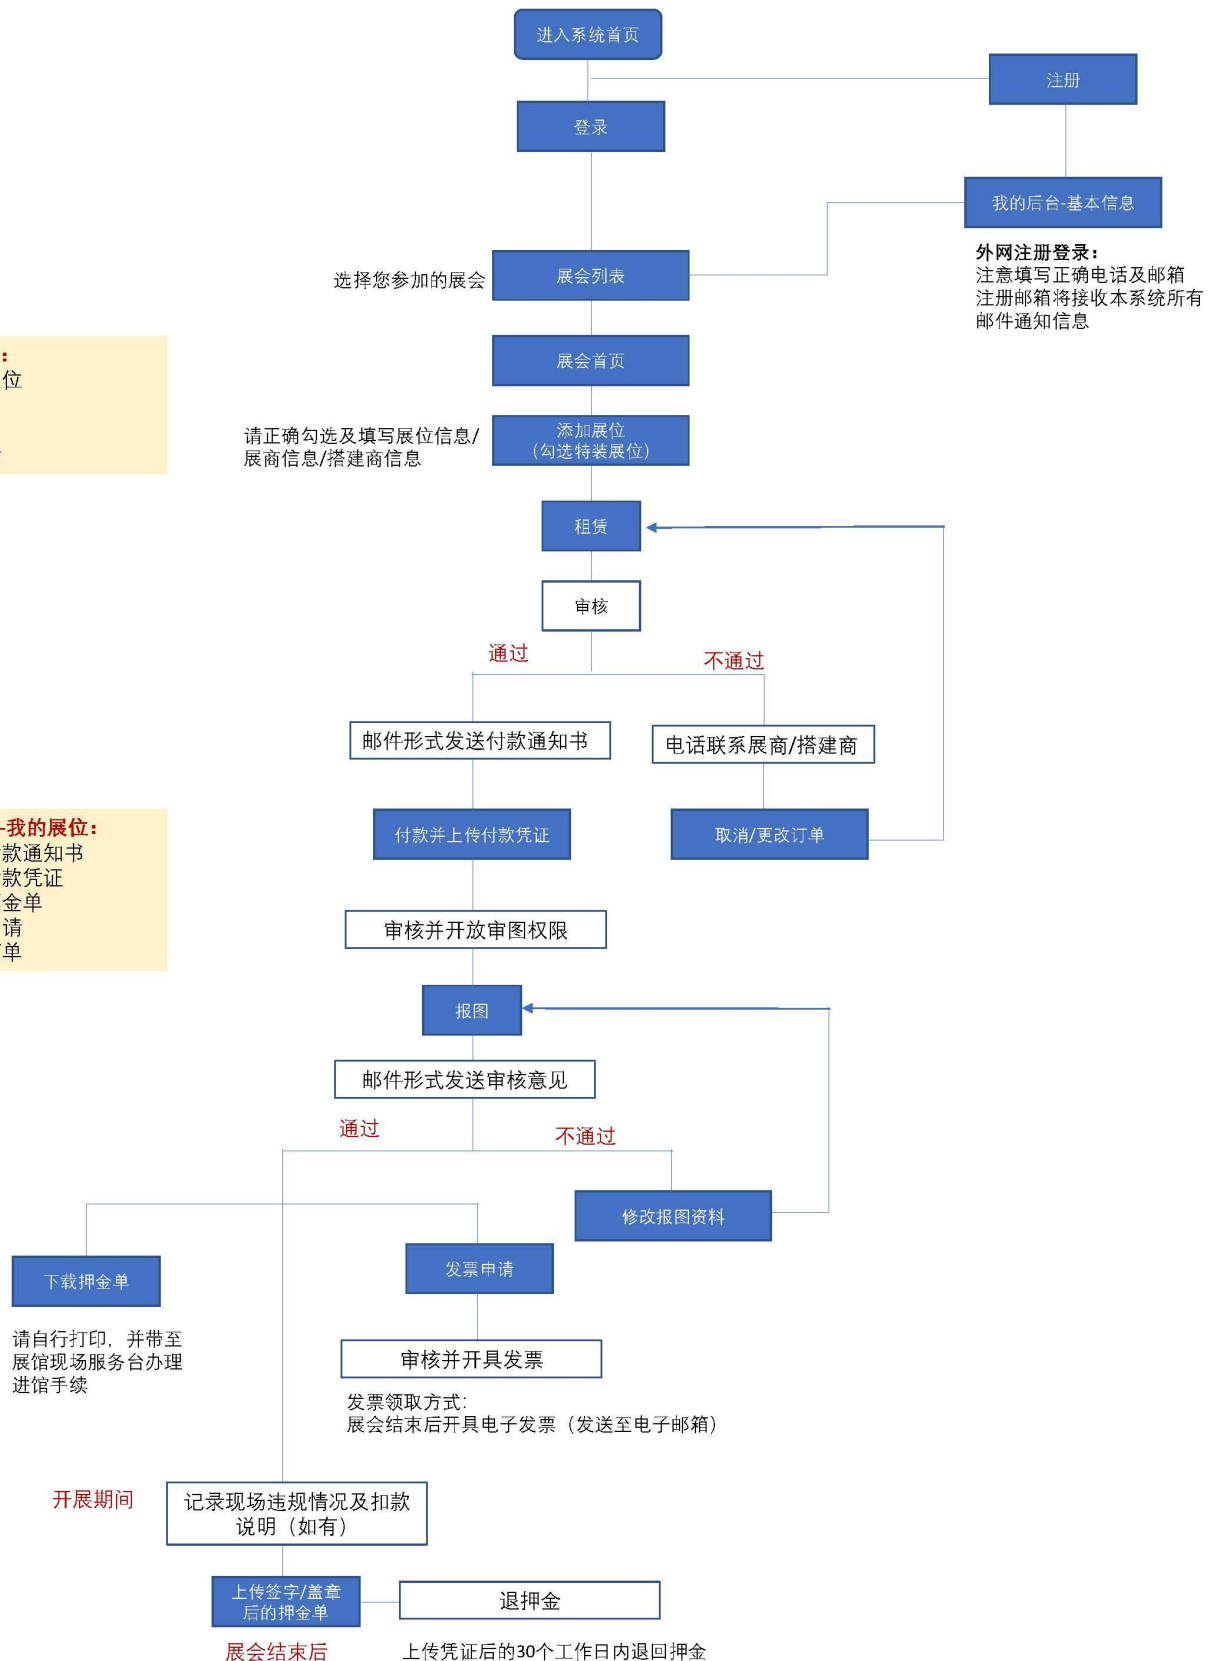 进入系统首页
注册
登录
我的后台-基本信息
外网注册登录：
注意填写正确电话及邮箱
注册邮箱将接收本系统所有
邮件通知信息
选择您参加的展会
展会列表
：
位
展会首页
请正确勾选及填写展位信息/
展商信息/搭建商信息
添加展位
（勾选特装展位）
租赁
审核
通过
不通过
邮件形式发送付款通知书
电话联系展商/搭建商
-我的展位：
款通知书
款凭证
金单
请
单
付款并上传付款凭证
取消/更改订单
审核并开放审图权限
报图
邮件形式发送审核意见
通过
不通过
修改报图资料
下载押金单
发票申请
请自行打印，并带至
展馆现场服务台办理
进馆手续
审核并开具发票
发票领取方式：
展会结束后开具电子发票（发送至电子邮箱）
开展期间
记录现场违规情况及扣款
说明（如有）
上传签字/盖章
后的押金单
退押金
展会结束后
上传凭证后的30个工作日内退回押金